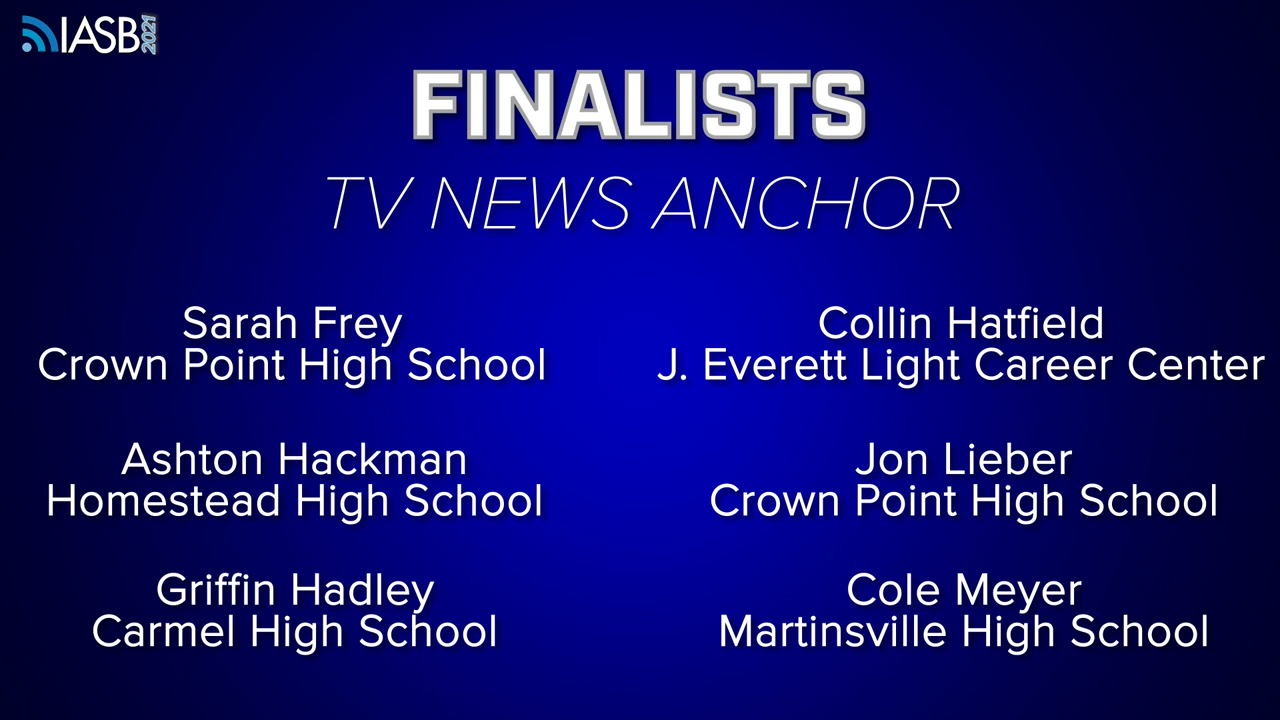 IASB 2021
FINALISTS
TV NEWS ANCHOR
Sarah Frey
Crown Point High School
Collin Hatfield
J. Everett Light Career Center
Ashton Hackman
Homestead High School
Jon Lieber
Crown Point High School
Griffin Hadley
Carmel High School
Cole Meyer
Martinsville High School